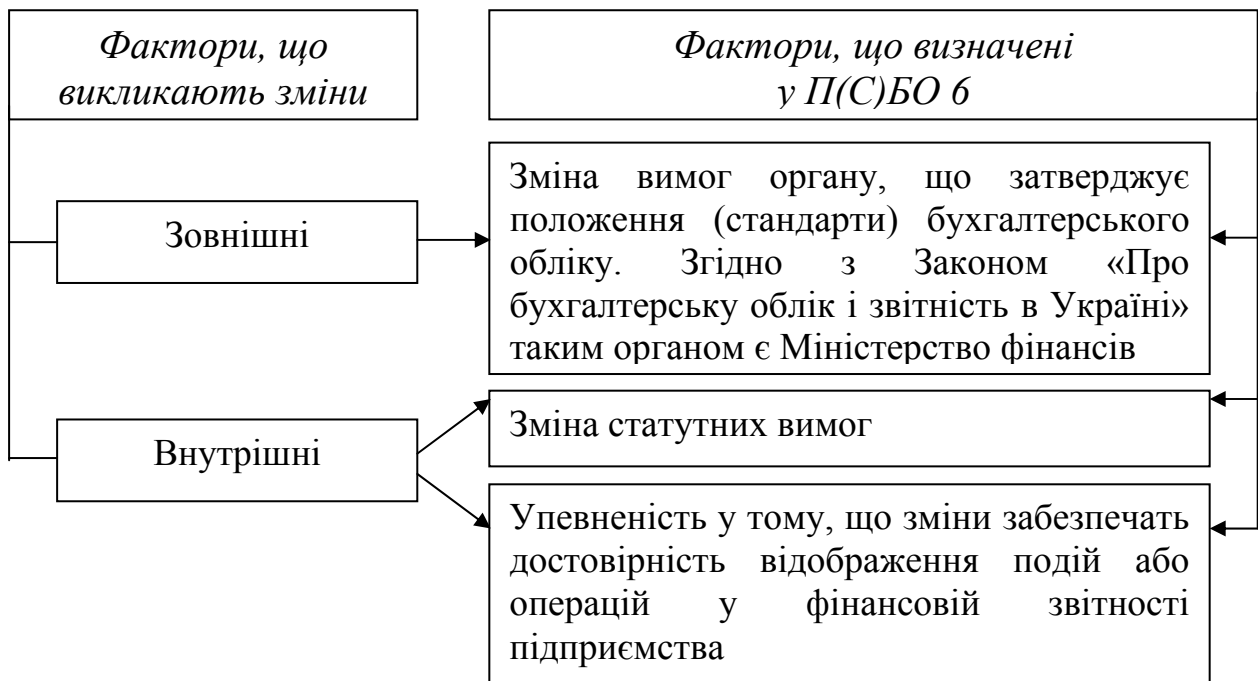 Фактори, що
викликають зміни
Фактори, що визначені
у П(С)БО 6
Зовнішні
Зміна вимог органу, що затверджує
положення (стандарти) бухгалтерського
обліку. Згідно з Законом «Про
бухгалтерську облік і звітність в Україні»
таким органом є Міністерство фінансів
Внутрішні
Зміна статутних вимог
Упевненість у тому, що зміни забезпечать
достовірність відображення подій або
операцій у фінансовій звітності
підприємства